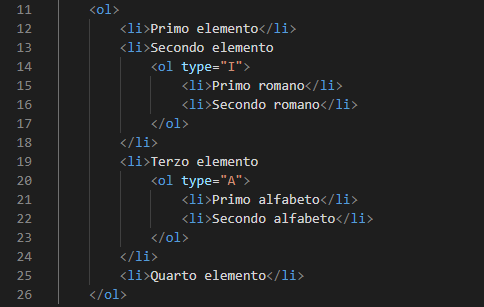 11 <ol>
12 <li>Primo elemento</li>
13 <li>Secondo elemento
14 <ol type="I">
15 <li>Primo romano</li>
16 <li>Secondo romano</li>
17 </ol>
18 </li>
19 <li>Terzo elemento
20 <ol type="A">
21 <li>Primo alfabeto</li>
22 <li>Secondo alfabeto</li>
23 </ol>
24 </li>
25 <li>Quarto elemento</li>
26 </ol>